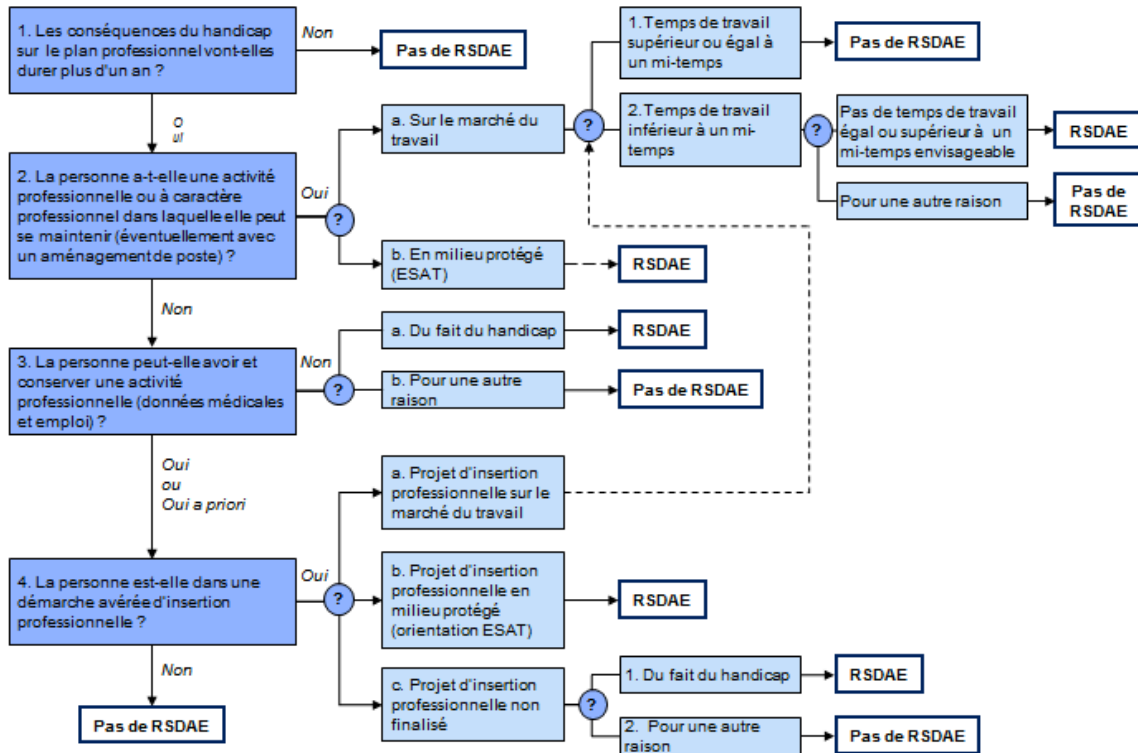 1. Les conséquences du handicap
sur le plan professionnel vont-elles
durer plus d'un an ?
Non
Pas de RSDAE
1.Temps de travail
supérieur ou égal à
un mi-temps
Pas de RSDAE
O
ui
a. Sur le marché du
travail
?
2.Temps de travail
inférieur à un mi-
temps
?
Pas de temps de travail
égal ou supérieur à un
mi-temps envisageable
RSDAE
Pour une autre raison
Pas de
RSDAE
2. La personne a-t-elle une activité
professionnelle ou à caractère
professionnel dans laquelle elle peut
se maintenir (éventuellement avec
un aménagement de poste) ?
Oui
?
b. En milieu protégé
(ESAT)
RSDAE
Non
3. La personne peut-elle avoir et
conserver une activité
professionnelle (données médicales
et emploi) ?
Non
?
a. Du fait du handicap
RSDAE
b. Pour une autre
raison
Pas de RSDAE
Oui
ou
Oui a priori
4. La personne est-elle dans une
démarche avérée d'insertion
professionnelle ?
Oui
?
a. Projet d'insertion
professionnelle sur le
marché du travail
b. Projet d'insertion
professionnelle en
milieu protégé
(orientation ESAT)
RSDAE
c. Projet d'insertion
professionnelle non
finalisé
?
1. Du fait du handicap
RSDAE
2. Pour une autre
raison
Pas de RSDAE
Non
Pas de RSDAE